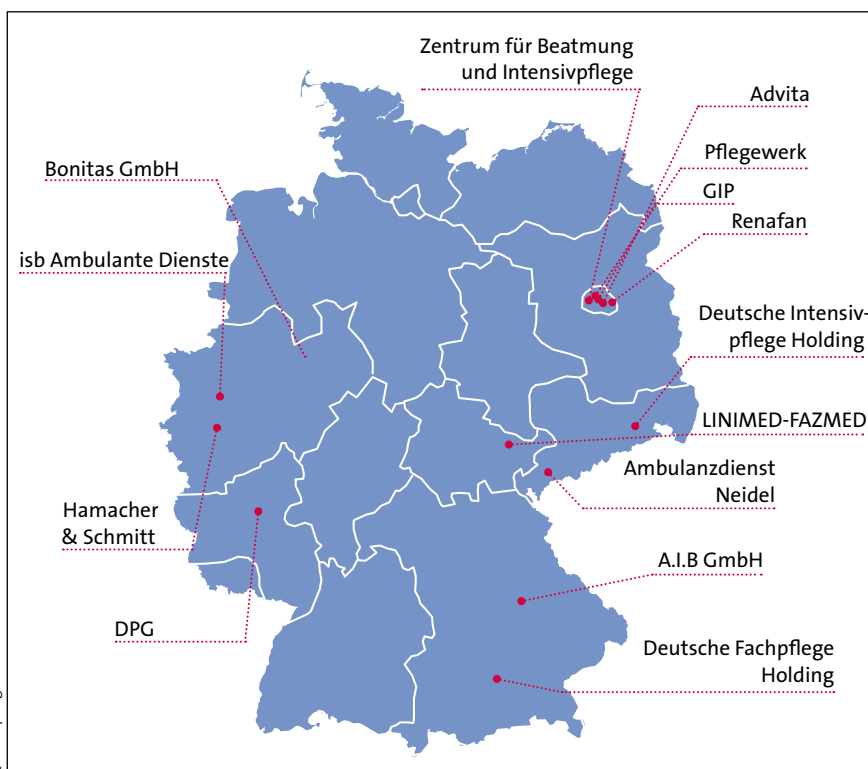 Zentrum für Beatmung
und Intensivpflege
Advita
Pflegewerk
GIP
Renafan
Bonitas GmbH
isb Ambulante Dienste
Deutsche Intensiv-
pflege Holding
LINIMED-FAZMED
Ambulanzdienst
Neidel
Hamacher
& Schmitt
A.I.B GmbH
DPG
Deutsche Fachpflege
Holding